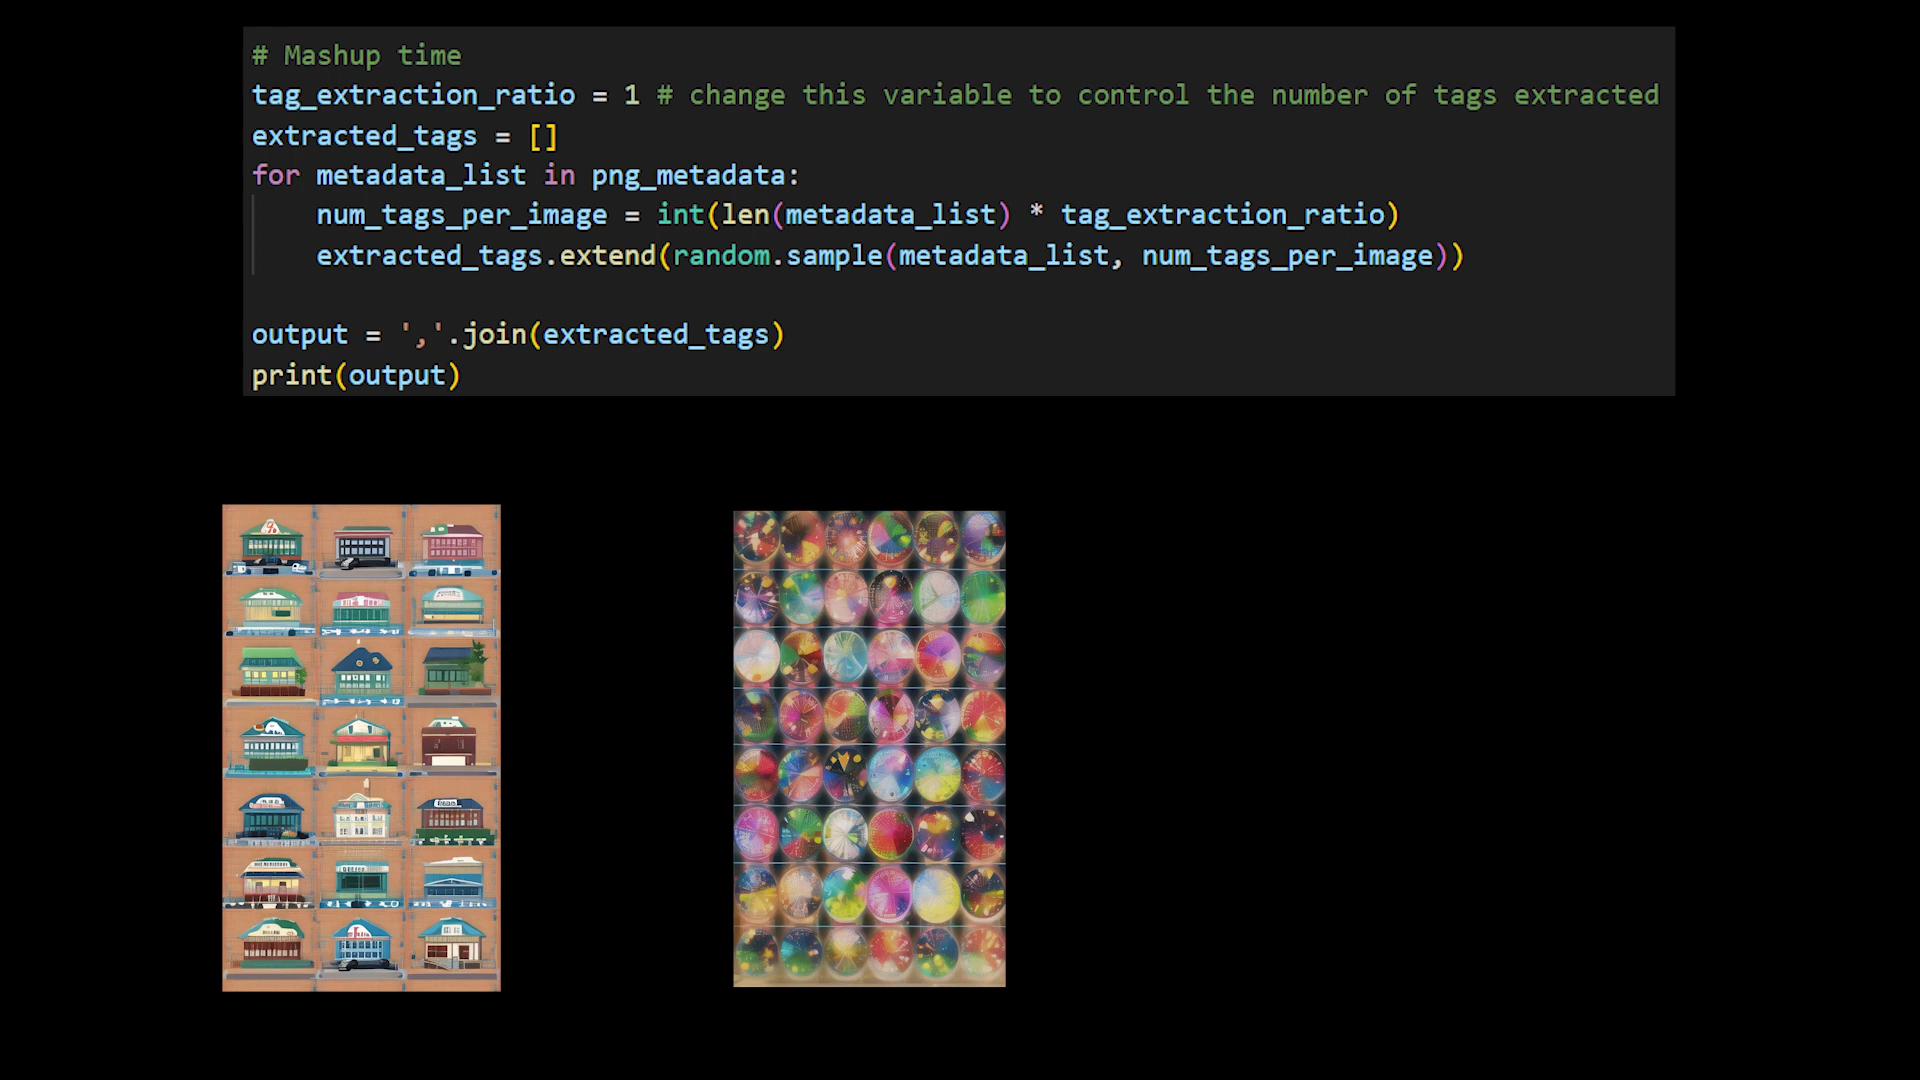 # Mashup time
tag_extraction_ratio = 1 # change this variable to control the number of tags extracted
extracted_tags = []
for metadata_list in png_metadata:
    num_tags_per_image = int(len(metadata_list) * tag_extraction_ratio)
    extracted_tags.extend(random.sample(metadata_list, num_tags_per_image))
output = ','.join(extracted_tags)
print(output)